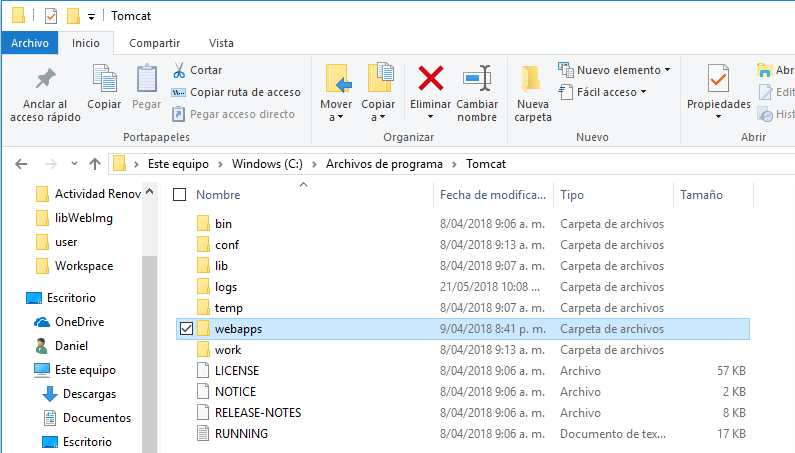 Tomcat
Archivo Inicio Compartir Vista
Anclar al acceso rápido
Copiar
Pegar
Cortar
Copiar ruta de acceso
Pegar acceso directo
Portapapeles
Mover a
Copiar a
Eliminar
Cambiar nombre
Organizar
Nueva carpeta
Nuevo elemento
Fácil acceso
Nuevo
Propiedades
Abri
Edit
Hist
Abrir
Este equipo > Windows (C:) > Archivos de programa > Tomcat
Actividad Renov
libWebImg
user
Workspace
Escritorio
OneDrive
Daniel
Este equipo
Descargas
Documentos
Escritorio
Nombre Fecha de modifica... Tipo Tamaño
bin 8/04/2018 9:06 a. m. Carpeta de archivos
conf 8/04/2018 9:13 a. m. Carpeta de archivos
lib 8/04/2018 9:07 a. m. Carpeta de archivos
logs 21/05/2018 10:08 ... Carpeta de archivos
temp 8/04/2018 9:07 a. m. Carpeta de archivos
webapps 9/04/2018 8:41 p. m. Carpeta de archivos
work 8/04/2018 9:13 a. m. Carpeta de archivos
LICENSE 8/04/2018 9:06 a. m. Archivo 57 KB
NOTICE 8/04/2018 9:06 a. m. Archivo 2 KB
RELEASE-NOTES 8/04/2018 9:06 a. m. Archivo 8 KB
RUNNING 8/04/2018 9:06 a. m. Documento de tex... 17 KB